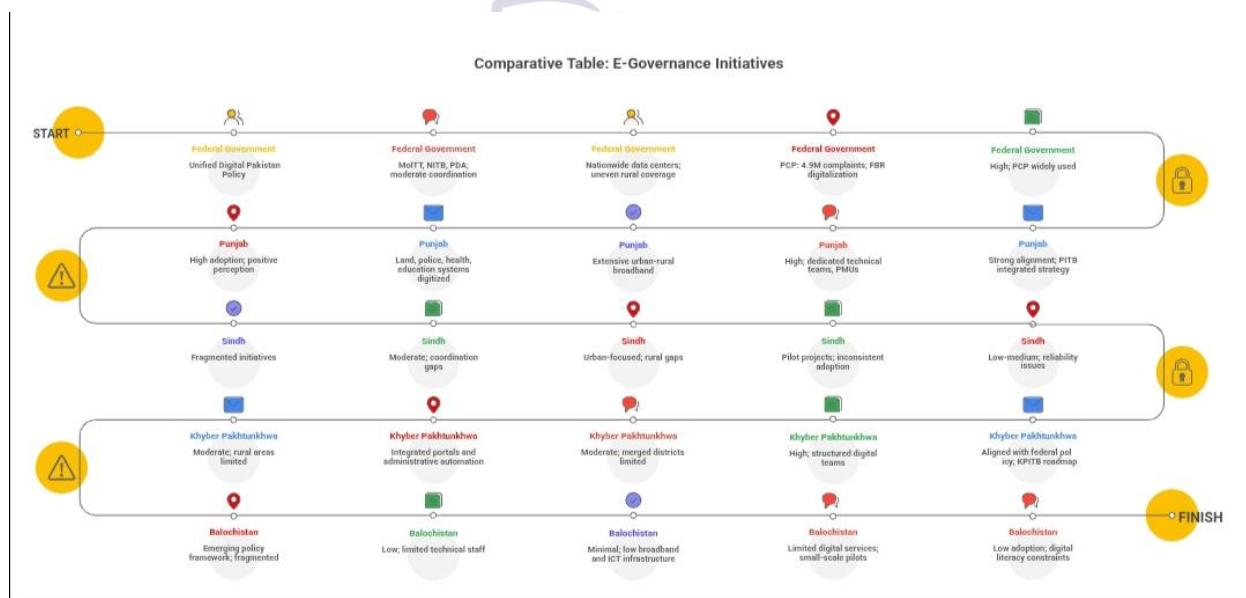 Comparative Table: E-Governance Initiatives
START
Federal Government
Unified Digital Pakistan
Policy
Federal Government
MoITT, NITB, PDA;
moderate coordination
Federal Government
Nationwide data centers;
uneven rural coverage
Federal Government
PCP: 4.9M complaints; FBR
digitalization
Federal Government
High; PCP widely used
Punjab
High adoption; positive
perception
Punjab
Land, police, health,
education systems
digitized
Punjab
Extensive urban-rural
broadband
Punjab
High; dedicated technical
teams, PMUs
Punjab
Strong alignment; PITB
integrated strategy
Sindh
Fragmented initiatives
Sindh
Moderate; coordination
gaps
Sindh
Urban-focused; rural gaps
Sindh
Pilot projects; inconsistent
adoption
Sindh
Low-medium; reliability
issues
Khyber Pakhtunkhwa
Moderate; rural areas
limited
Khyber Pakhtunkhwa
Integrated portals and
administrative automation
Khyber Pakhtunkhwa
Moderate; merged districts
limited
Khyber Pakhtunkhwa
High; structured digital
teams
Khyber Pakhtunkhwa
Aligned with federal pol
icy; KPITB roadmap
Balochistan
Emerging policy
framework; fragmented
Balochistan
Low; limited technical staff
Balochistan
Minimal; low broadband
and ICT infrastructure
Balochistan
Limited digital services;
small-scale pilots
Balochistan
Low adoption; digital
literacy constraints
FINISH